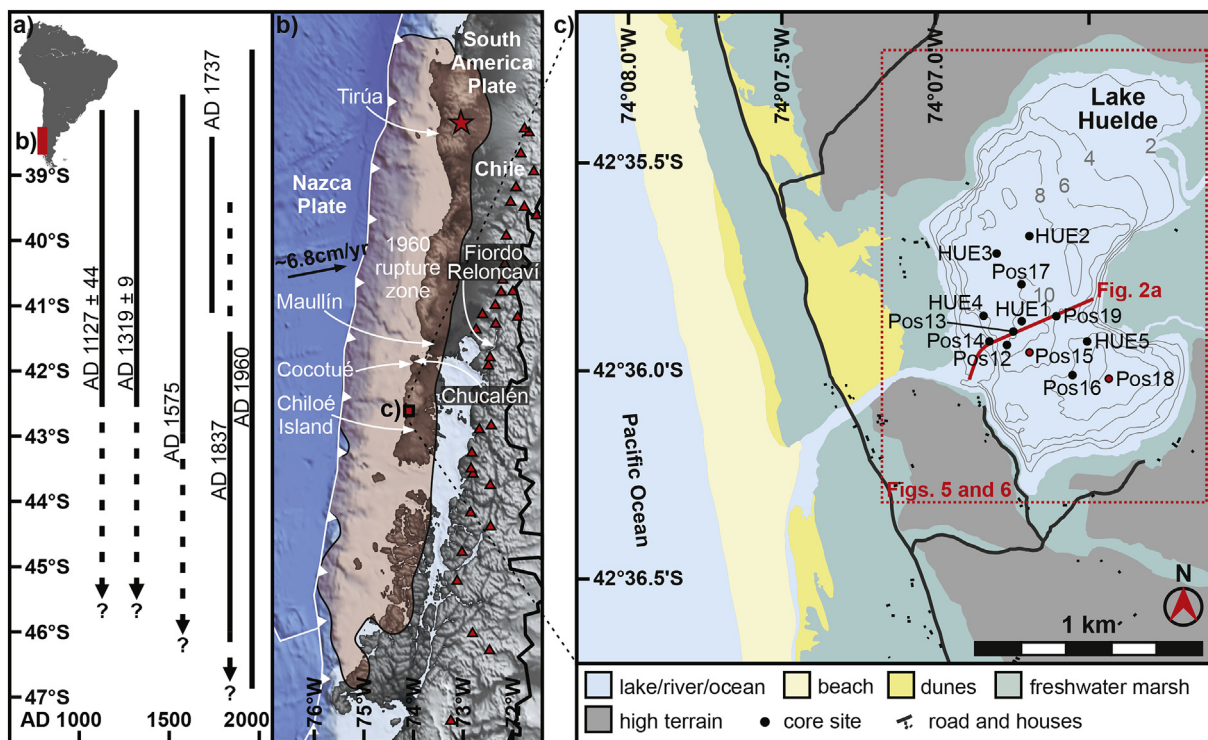 a)
b)
39°S
40°S
41°S
42°S
43°S
44°S
45°S
46°S
47°S
AD 1127 ± 44
AD 1319 ± 9
AD 1575
AD 1737
AD 1837
AD 1960
?
?
?
?
AD 1000
1500
2000
b)
South
America
Plate
Tirúa
Chile
Nazca
Plate
~6.8cm/yr
1960
rupture
zone
Fiordo
Reloncaví
Maullín
Cocotué
Chucalén
Chiloé
Island
c)
76°W
75°W
74°W
73°W
72°W
c)
74°08.0'W
74°07.5'W
74°07.0'W
42°35.5'S
42°36.0'S
42°36.5'S
Lake
Huelde
2
4
6
8
10
HUE2
HUE3
Pos17
HUE4
HUE1
Fig. 2a
Pos13
Pos19
Pos14
HUE5
Pos12
Pos15
Pos16
Pos18
Pacific Ocean
Figs. 5 and 6
N
1 km
lake/river/ocean
beach
dunes
freshwater marsh
high terrain
core site
road and houses